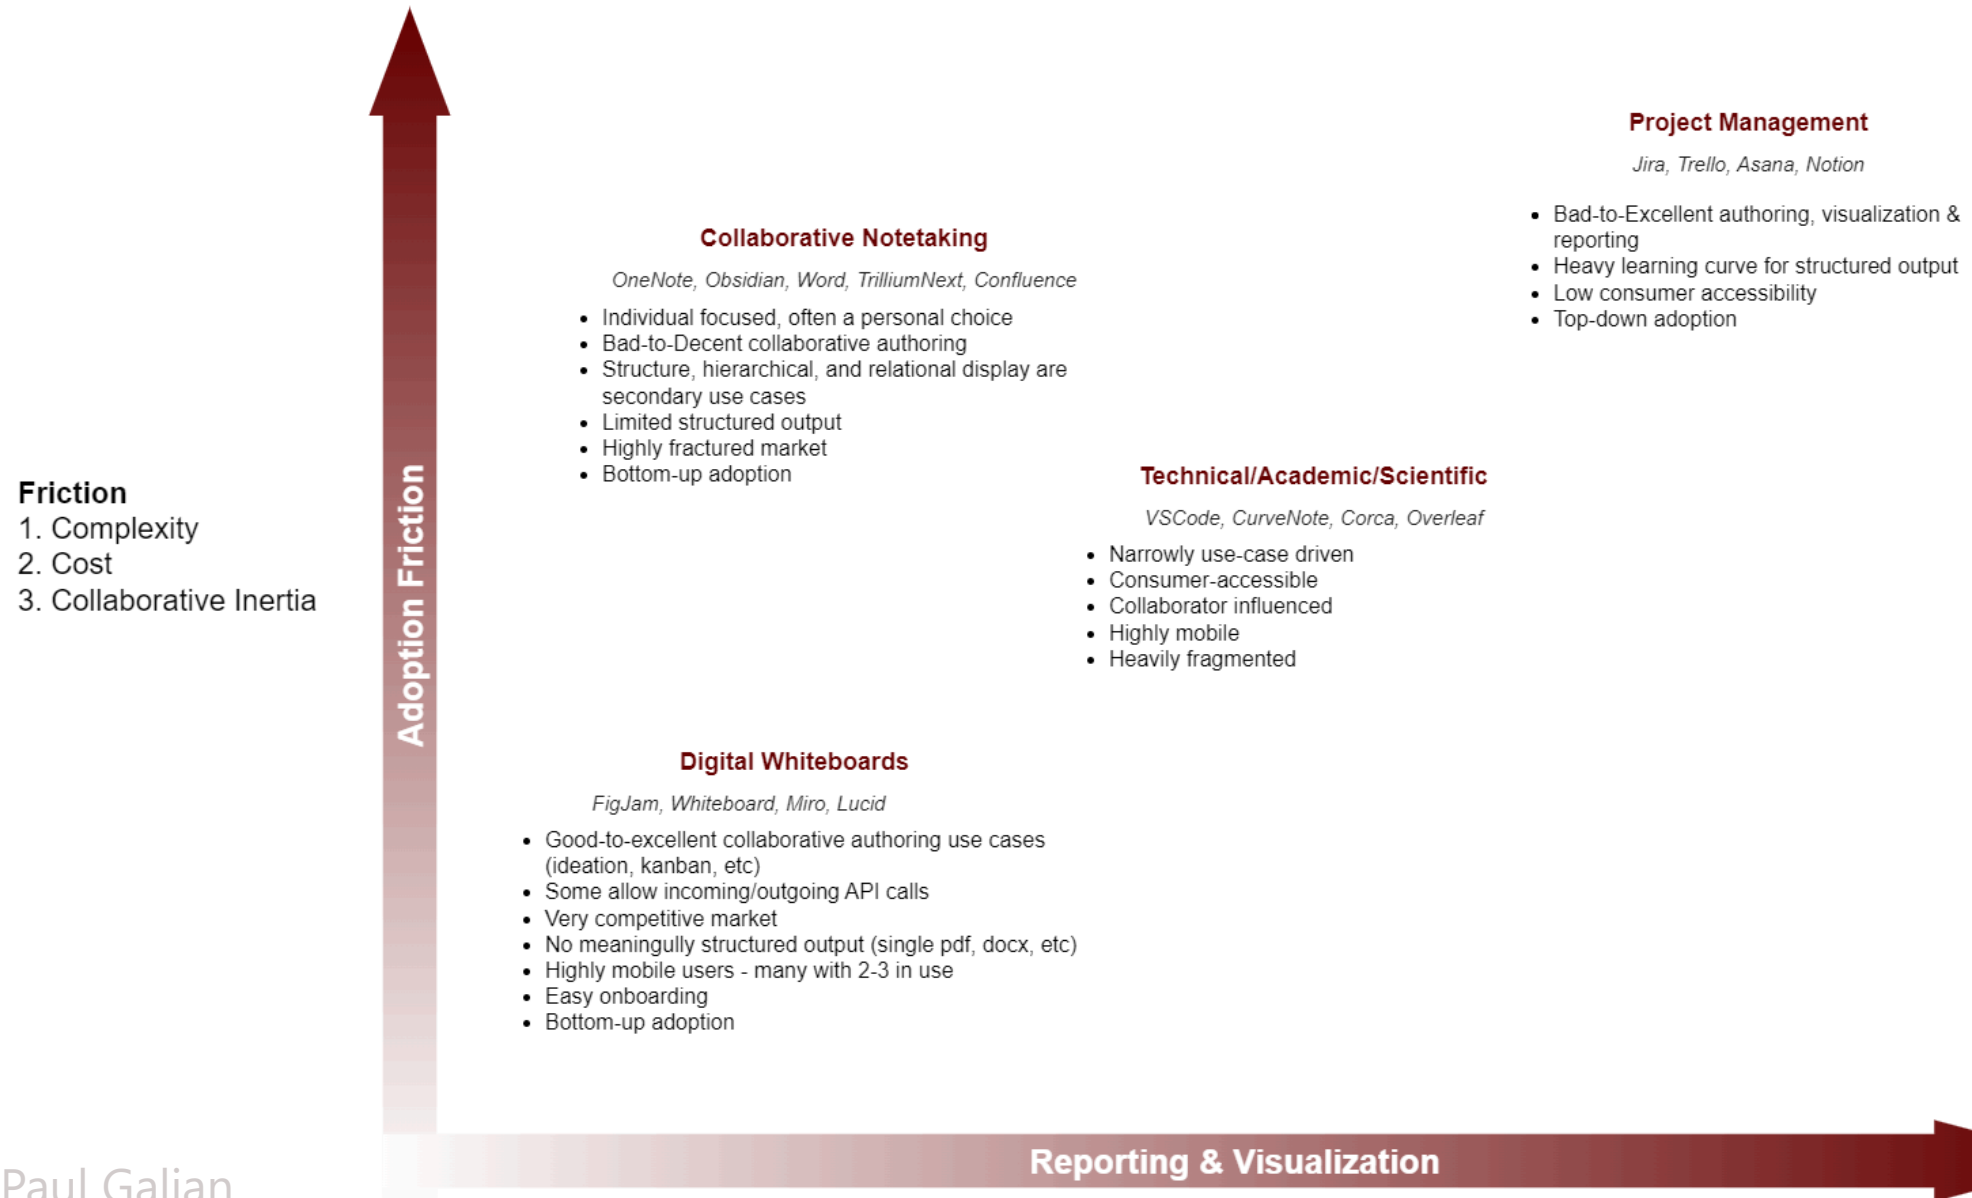 Project Management
Jira, Trello, Asana, Notion
• Bad-to-Excellent authoring, visualization &
reporting
• Heavy learning curve for structured output
• Low consumer accessibility
• Top-down adoption
Collaborative Notetaking
OneNote, Obsidian, Word, TrilliumNext, Confluence
• Individual focused, often a personal choice
• Bad-to-Decent collaborative authoring
• Structure, hierarchical, and relational display are
secondary use cases
• Limited structured output
• Highly fractured market
• Bottom-up adoption
Technical/Academic/Scientific
VSCode, CurveNote, Corca, Overleaf
• Narrowly use-case driven
• Consumer-accessible
• Collaborator influenced
• Highly mobile
• Heavily fragmented
Friction
1. Complexity
2. Cost
3. Collaborative Inertia
Adoption Friction
Digital Whiteboards
FigJam, Whiteboard, Miro, Lucid
• Good-to-excellent collaborative authoring use cases
(ideation, kanban, etc)
• Some allow incoming/outgoing API calls
• Very competitive market
• No meaningully structured output (single pdf, docx, etc)
• Highly mobile users - many with 2-3 in use
• Easy onboarding
• Bottom-up adoption
Reporting & Visualization
Paul Galian